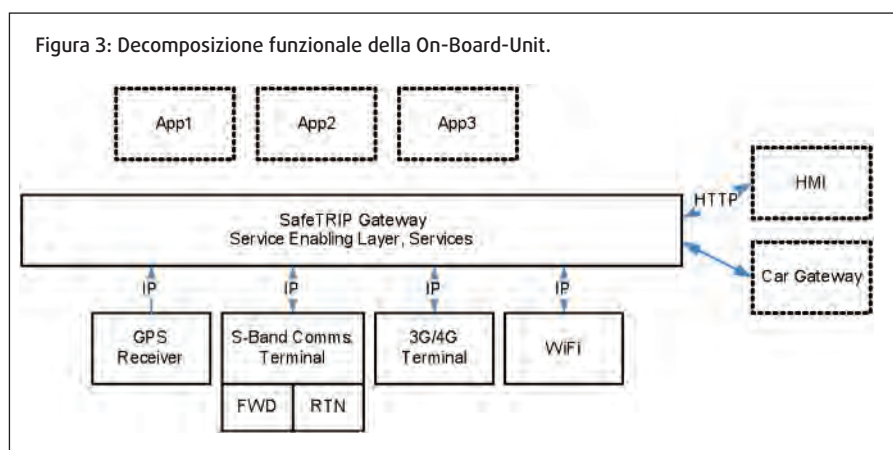 Figura 3: Decomposizione funzionale della On-Board-Unit.
App1
App2
App3
HMI
HTTP
SafeTRIP Gateway
Service Enabling Layer, Services
Car Gateway
IP
IP
IP
IP
GPS
Receiver
S-Band Comms.
Terminal
3G/4G
Terminal
WiFi
FWD
RTN